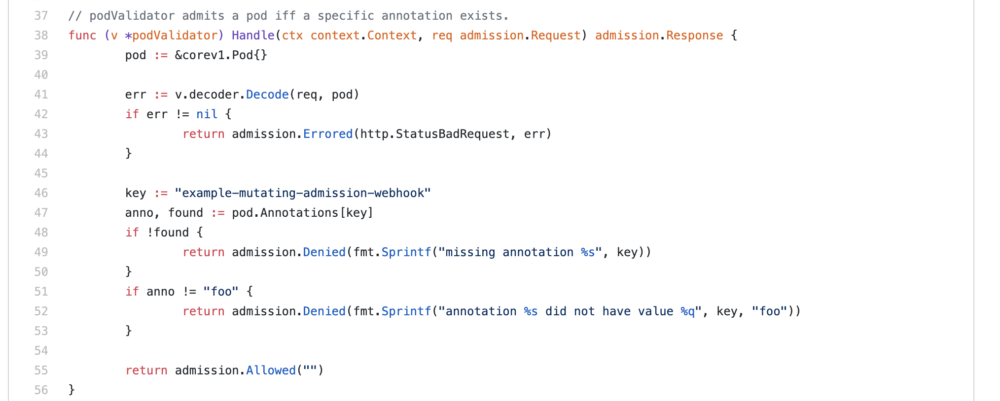 37 // podValidator admits a pod iff a specific annotation exists.
38 func (v *podValidator) Handle(ctx context.Context, req admission.Request) admission.Response {
39 pod := &corev1.Pod{}
40
41 err := v.decoder.Decode(req, pod)
42 if err != nil {
43 return admission.Errored(http.StatusBadRequest, err)
44 }
45
46 key := "example-mutating-admission-webhook"
47 anno, found := pod.Annotations[key]
48 if !found {
49 return admission.Denied(fmt.Sprintf("missing annotation %s", key))
50 }
51 if anno != "foo" {
52 return admission.Denied(fmt.Sprintf("annotation %s did not have value %q", key, "foo"))
53 }
54
55 return admission.Allowed("")
56 }